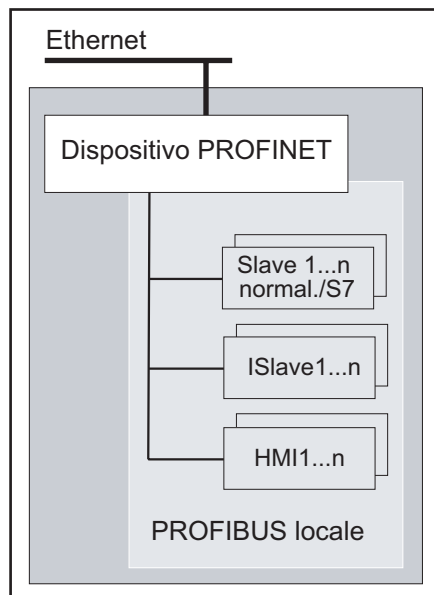 Ethernet
Dispositivo PROFINET
Slave 1...n
normal./S7
ISlave1...n
HMI1...n
PROFIBUS locale